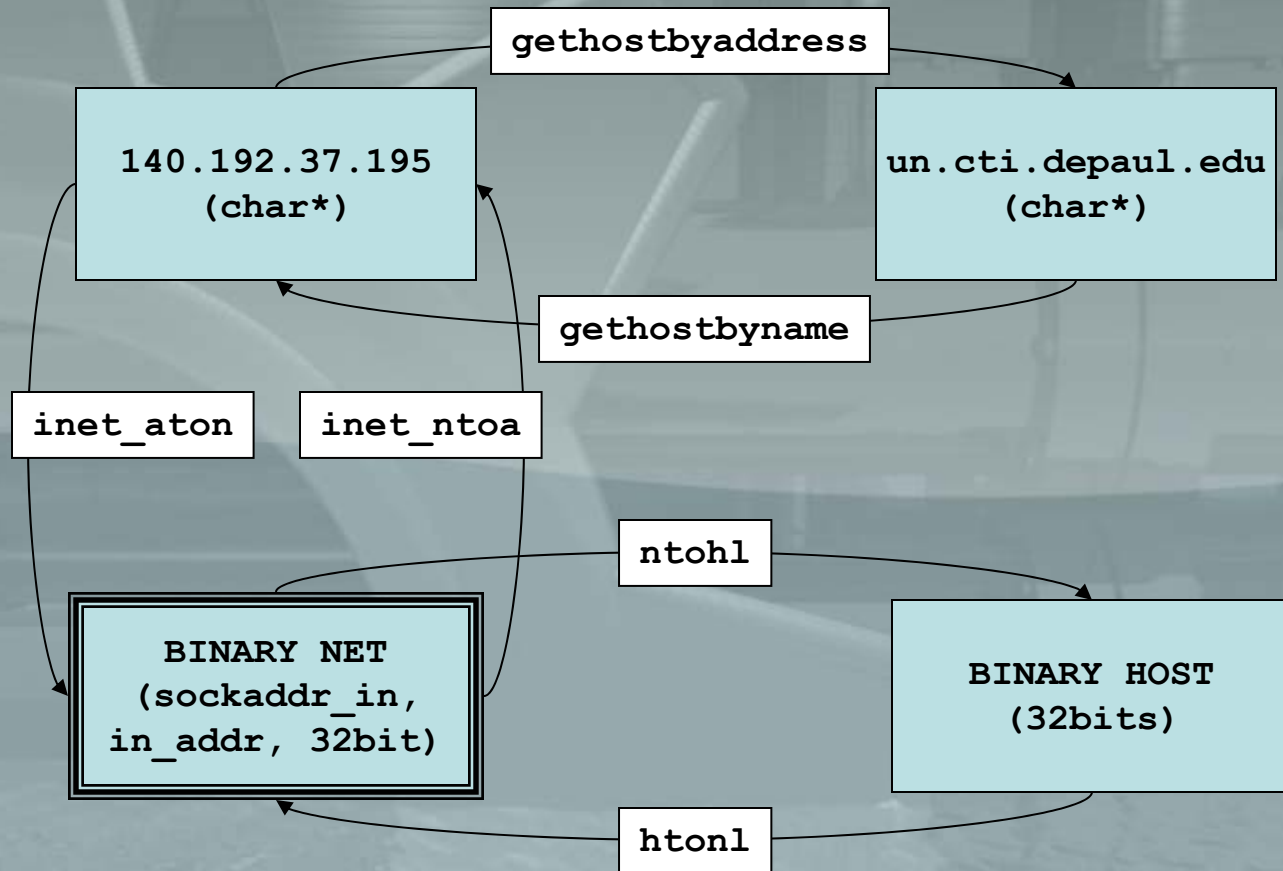 gethostbyaddress
140.192.37.195
(char*)
un.cti.depaul.edu
(char*)
gethostbyname
inet_aton
inet_ntoa
ntohl
BINARY NET
(sockaddr_in,
in_addr, 32bit)
BINARY HOST
(32bits)
htonl